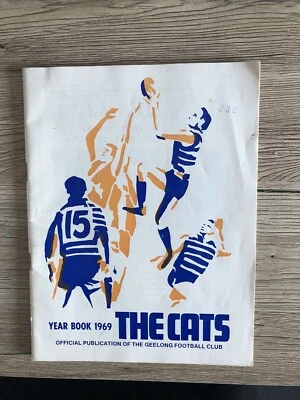 15
YEAR BOOK 1969 THE CATS
OFFICIAL PUBLICATION OF THE GEELONG FOOTBALL CLUB